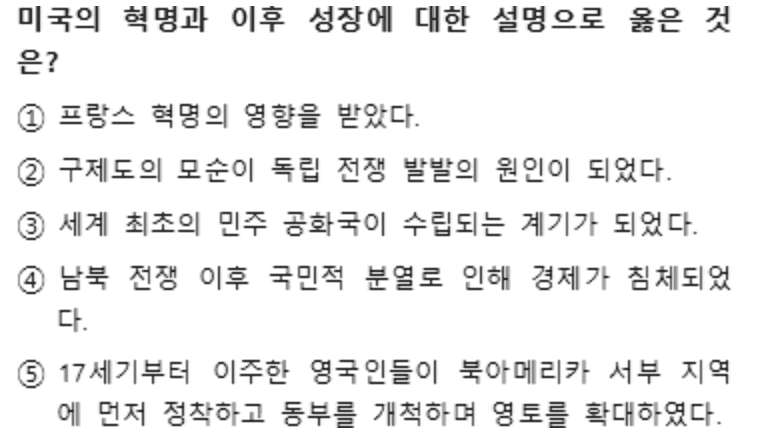 미국의 혁명과 이후 성장에 대한 설명으로 옳은 것
은?
① 프랑스 혁명의 영향을 받았다.
② 구제도의 모순이 독립 전쟁 발발의 원인이 되었다.
③ 세계 최초의 민주 공화국이 수립되는 계기가 되었다.
④ 남북 전쟁 이후 국민적 분열로 인해 경제가 침체되었
다.
⑤ 17세기부터 이주한 영국인들이 북아메리카 서부 지역
에 먼저 정착하고 동부를 개척하며 영토를 확대하였다.